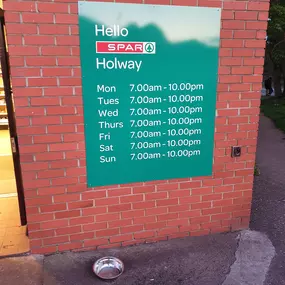 Hello
SPAR
Holway
Mon 7.00am - 10.00pm
Tues 7.00am - 10.00pm
Wed 7.00am - 10.00pm
Thurs 7.00am - 10.00pm
Fri 7.00am - 10.00pm
Sat 7.00am - 10.00pm
Sun 7.00am - 10.00pm